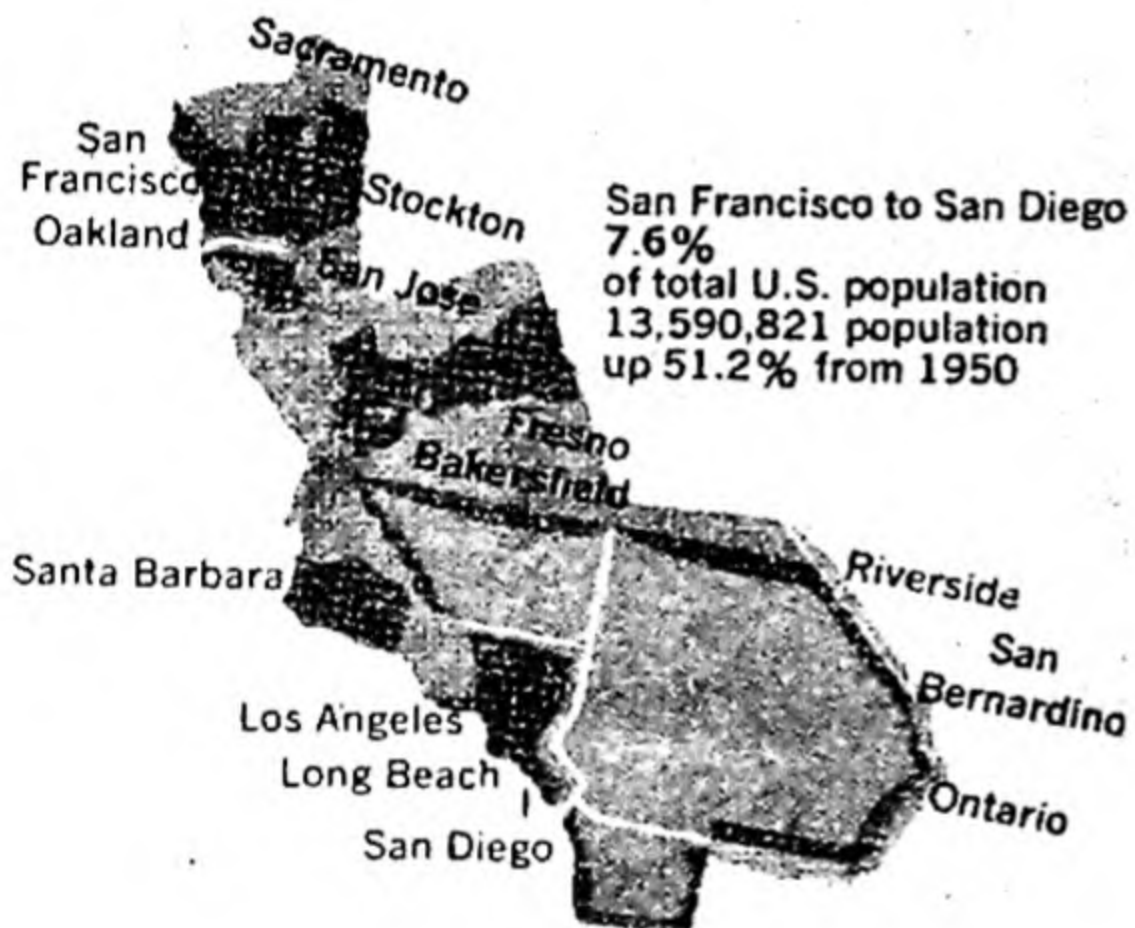 Sacramento
San
Francisco
Oakland
Stockton
San Jose
San Francisco to San Diego
7.6%
of total U.S. population
13,590,821 population
up 51.2% from 1950
Fresno
Bakersfield
Santa Barbara
Riverside
San
Bernardino
Los Angeles
Long Beach
San Diego
Ontario